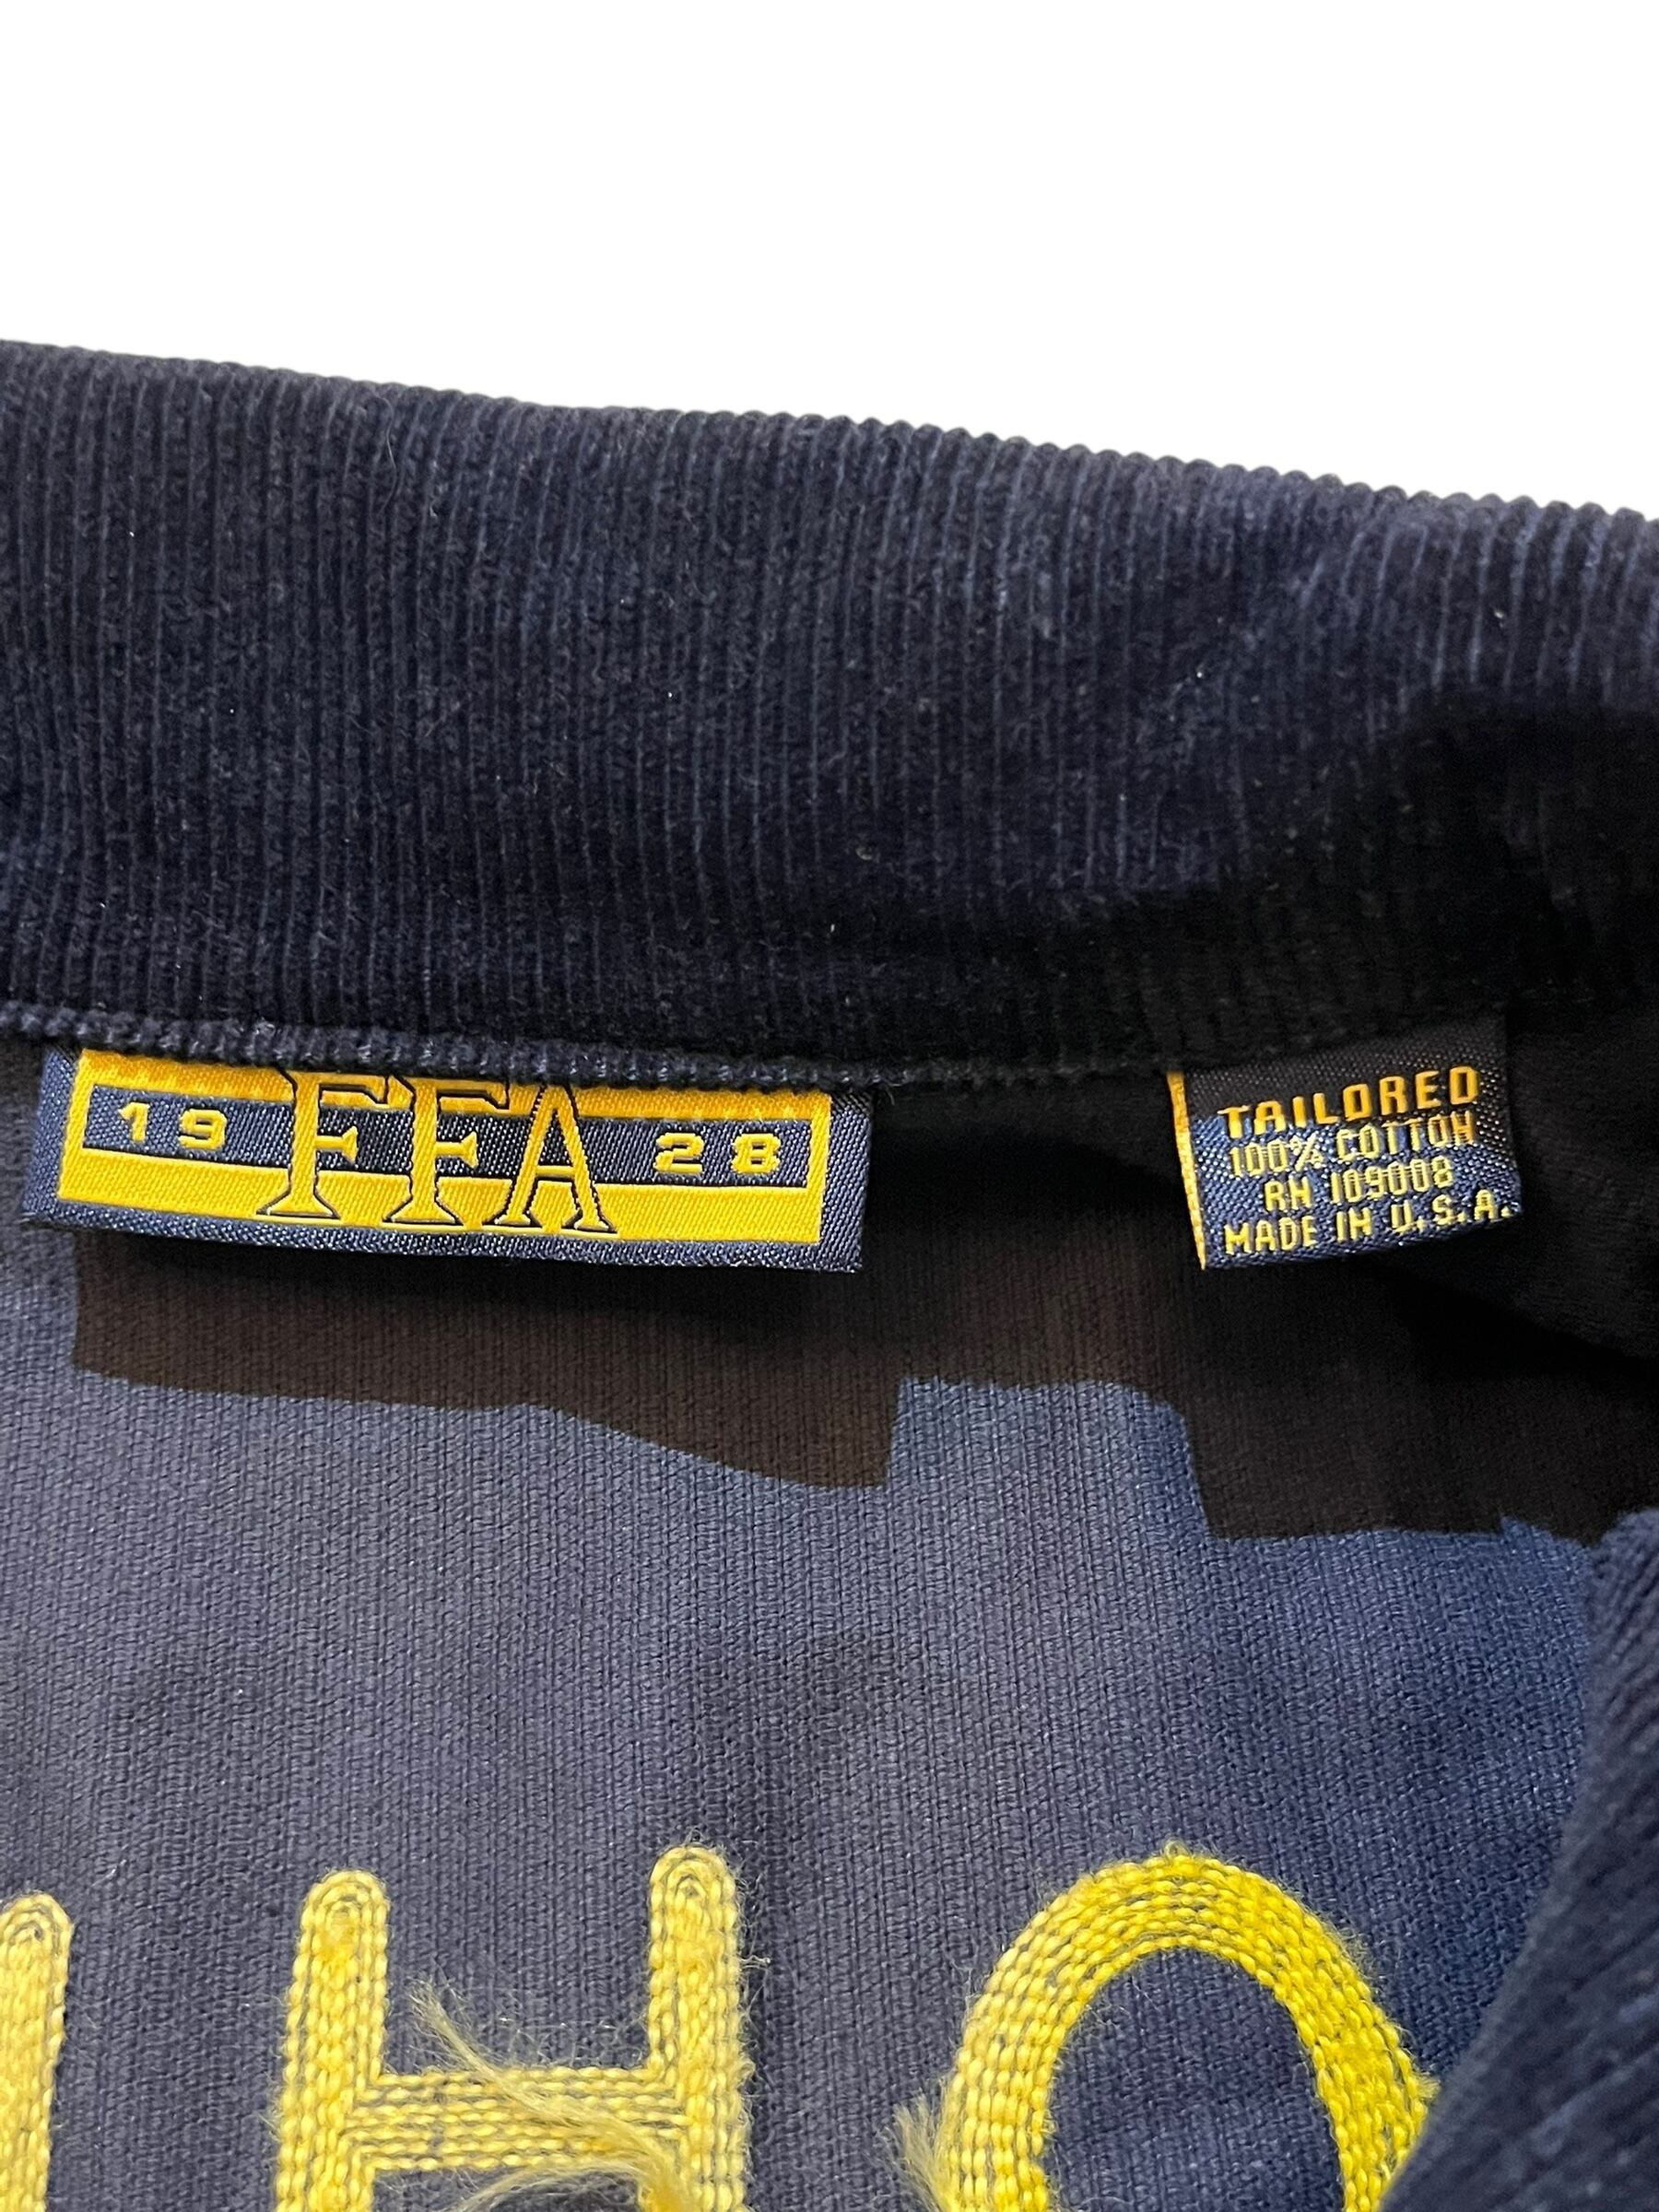 19 FFA 28
TAILORED
100% COTTON
RN 109008
MADE IN U.S.A.